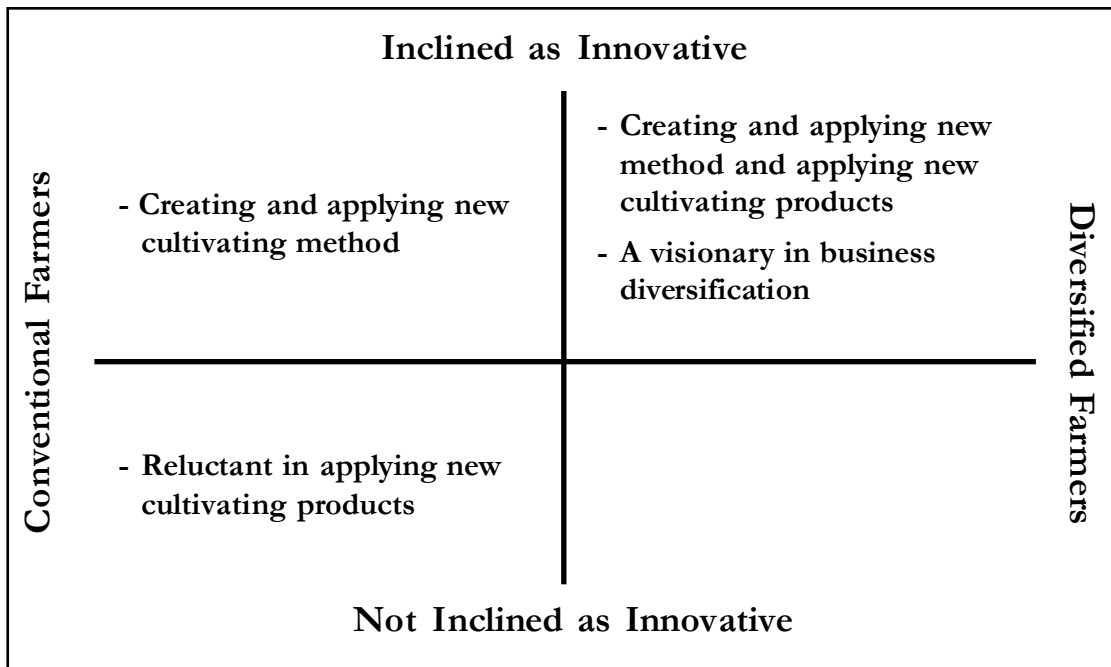 Inclined as Innovative
Conventional Farmers
- Creating and applying new
cultivating method
- Creating and applying new
method and applying new
cultivating products
- A visionary in business
diversification
Diversified Farmers
- Reluctant in applying new
cultivating products
Not Inclined as Innovative